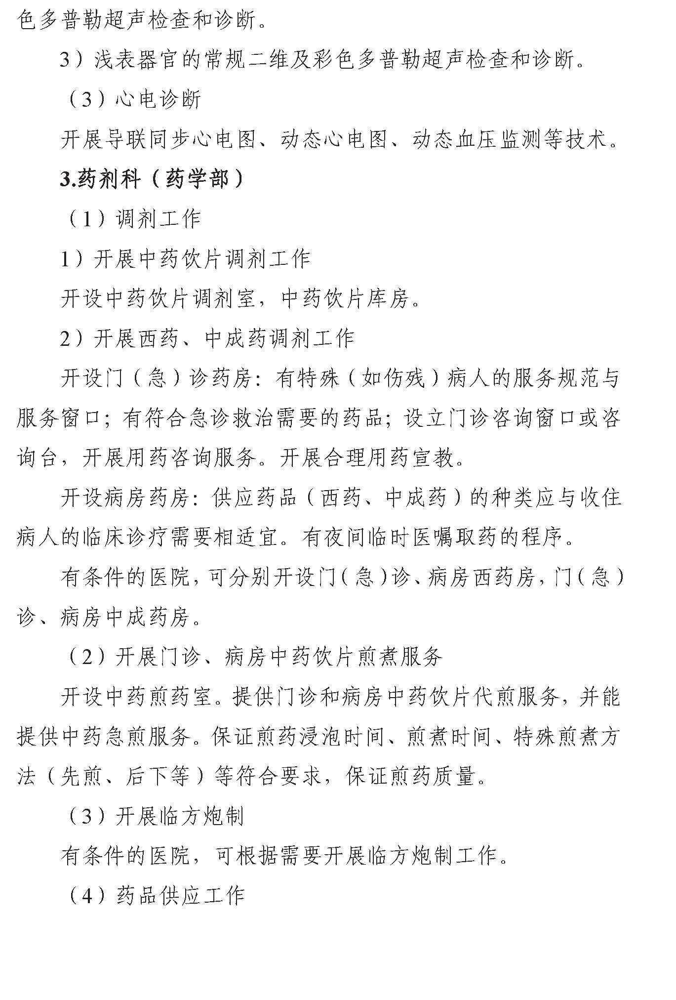 色多普勒超声检查和诊断。
3）浅表器官的常规二维及彩色多普勒超声检查和诊断。
（3）心电诊断
开展导联同步心电图、动态心电图、动态血压监测等技术。
3.药剂科（药学部）
（1）调剂工作
1）开展中药饮片调剂工作
开设中药饮片调剂室，中药饮片库房。
2）开展西药、中成药调剂工作
开设门（急）诊药房：有特殊（如伤残）病人的服务规范与
服务窗口；有符合急诊救治需要的药品；设立门诊咨询窗口或咨
询台，开展用药咨询服务。开展合理用药宣教。
开设病房药房：供应药品（西药、中成药）的种类应与收住
病人的临床诊疗需要相适宜。有夜间临时医嘱取药的程序。
有条件的医院，可分别开设门（急）诊、病房西药房，门（急）
诊、病房中成药房。
（2）开展门诊、病房中药饮片煎煮服务
开设中药煎药室。提供门诊和病房中药饮片代煎服务，并能
提供中药急煎服务。保证煎药浸泡时间、煎煮时间、特殊煎煮方
法（先煎、后下等）等符合要求，保证煎药质量。
（3）开展临方炮制
有条件的医院，可根据需要开展临方炮制工作。
（4）药品供应工作